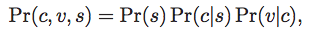 Pr(c, v, s) = Pr(s) Pr(c|s) Pr(v|c),